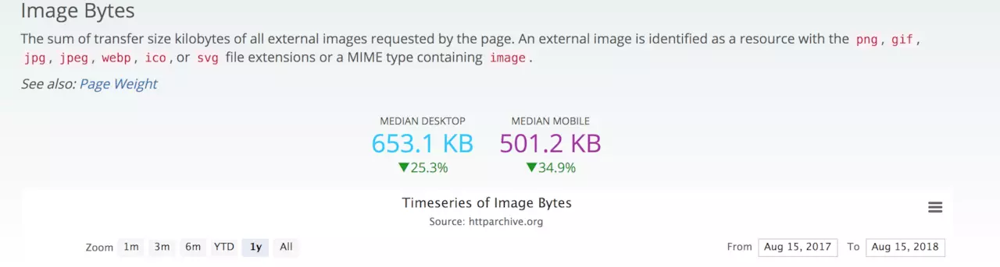 Image Bytes
The sum of transfer size kilobytes of all external images requested by the page. An external image is identified as a resource with the png, gif,
jpg, jpeg, webp, ico, or svg file extensions or a MIME type containing image.
See also: Page Weight
MEDIAN DESKTOP MEDIAN MOBILE
653.1 KB 501.2 KB
▼25.3% ▼34.9%
Timeseries of Image Bytes
Source: httparchive.org
Zoom 1m 3m 6m YTD 1y All From Aug 15, 2017 To Aug 15, 2018